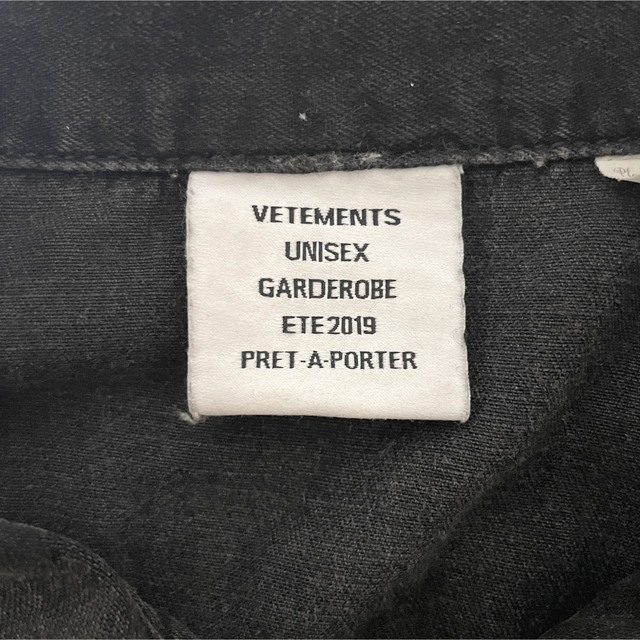 VETEMENTS
UNISEX
GARDEROBE
ETE 2019
PRET-A-PORTER